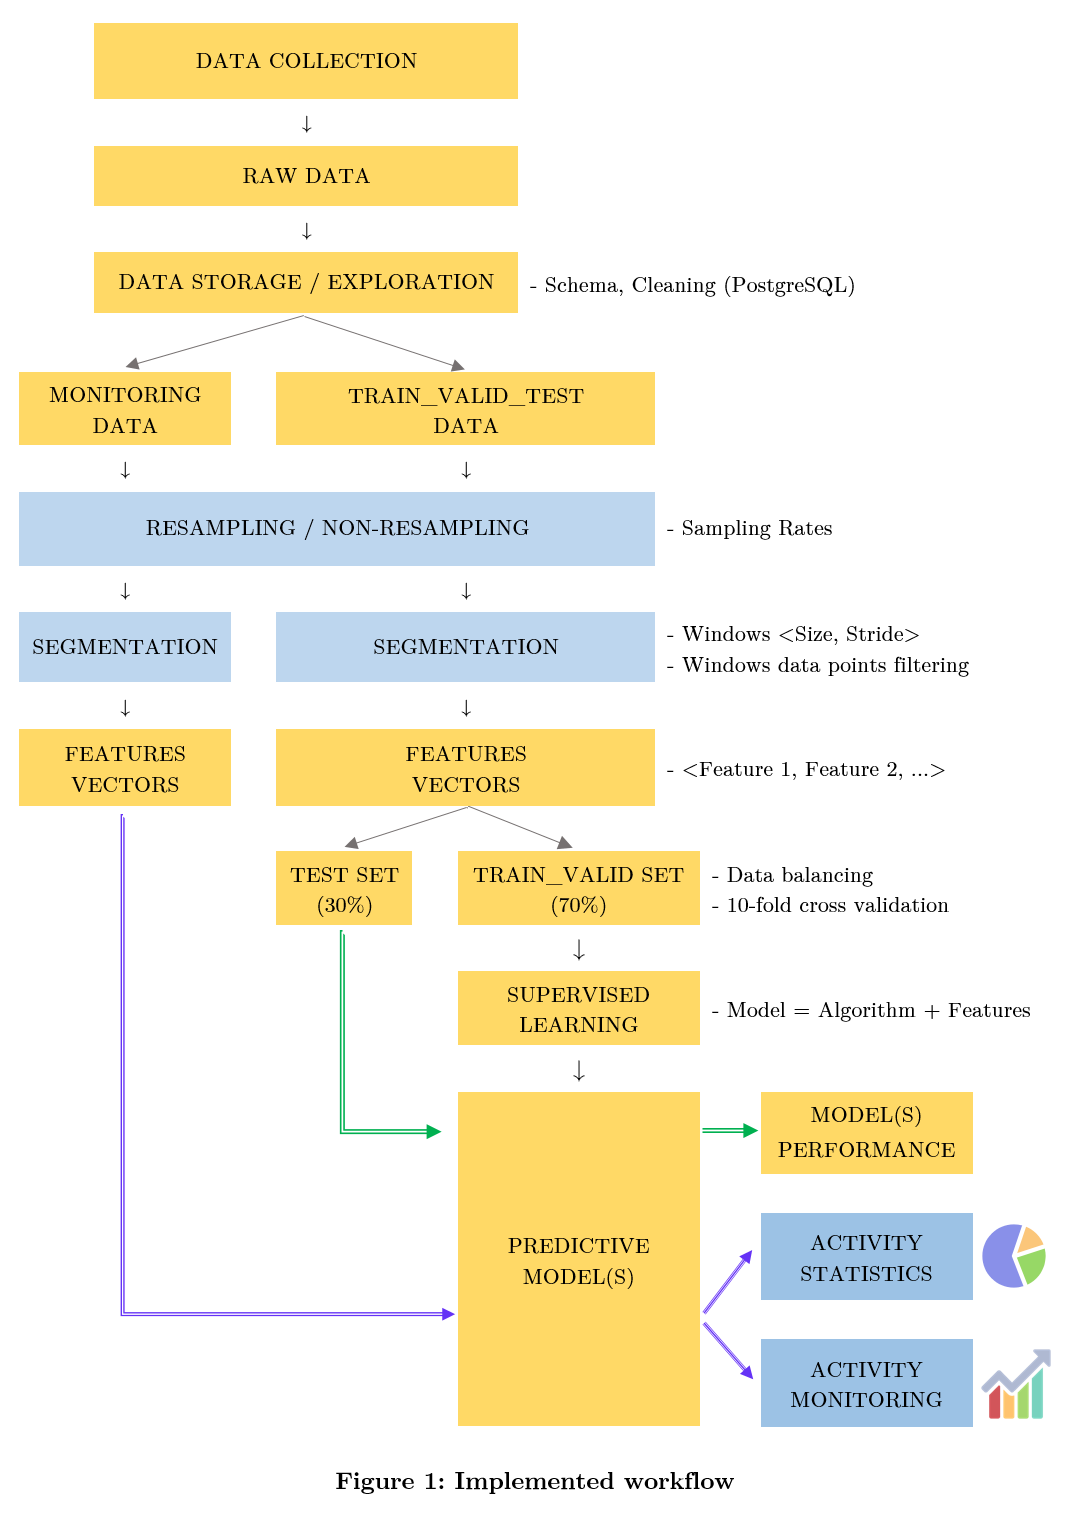 DATA COLLECTION
↓
RAW DATA
↓
DATA STORAGE / EXPLORATION
- Schema, Cleaning (PostgreSQL)
MONITORING
DATA
TRAIN_VALID_TEST
DATA
↓ ↓
RESAMPLING / NON-RESAMPLING
- Sampling Rates
↓ ↓
SEGMENTATION
SEGMENTATION
- Windows <Size, Stride>
- Windows data points filtering
↓ ↓
FEATURES
VECTORS
FEATURES
VECTORS
- <Feature 1, Feature 2, ...>
TEST SET
(30%)
TRAIN_VALID SET
(70%)
- Data balancing
- 10-fold cross validation
↓
SUPERVISED
LEARNING
- Model = Algorithm + Features
↓
PREDICTIVE
MODEL(S)
MODEL(S)
PERFORMANCE
ACTIVITY
STATISTICS
ACTIVITY
MONITORING
Figure 1: Implemented workflow